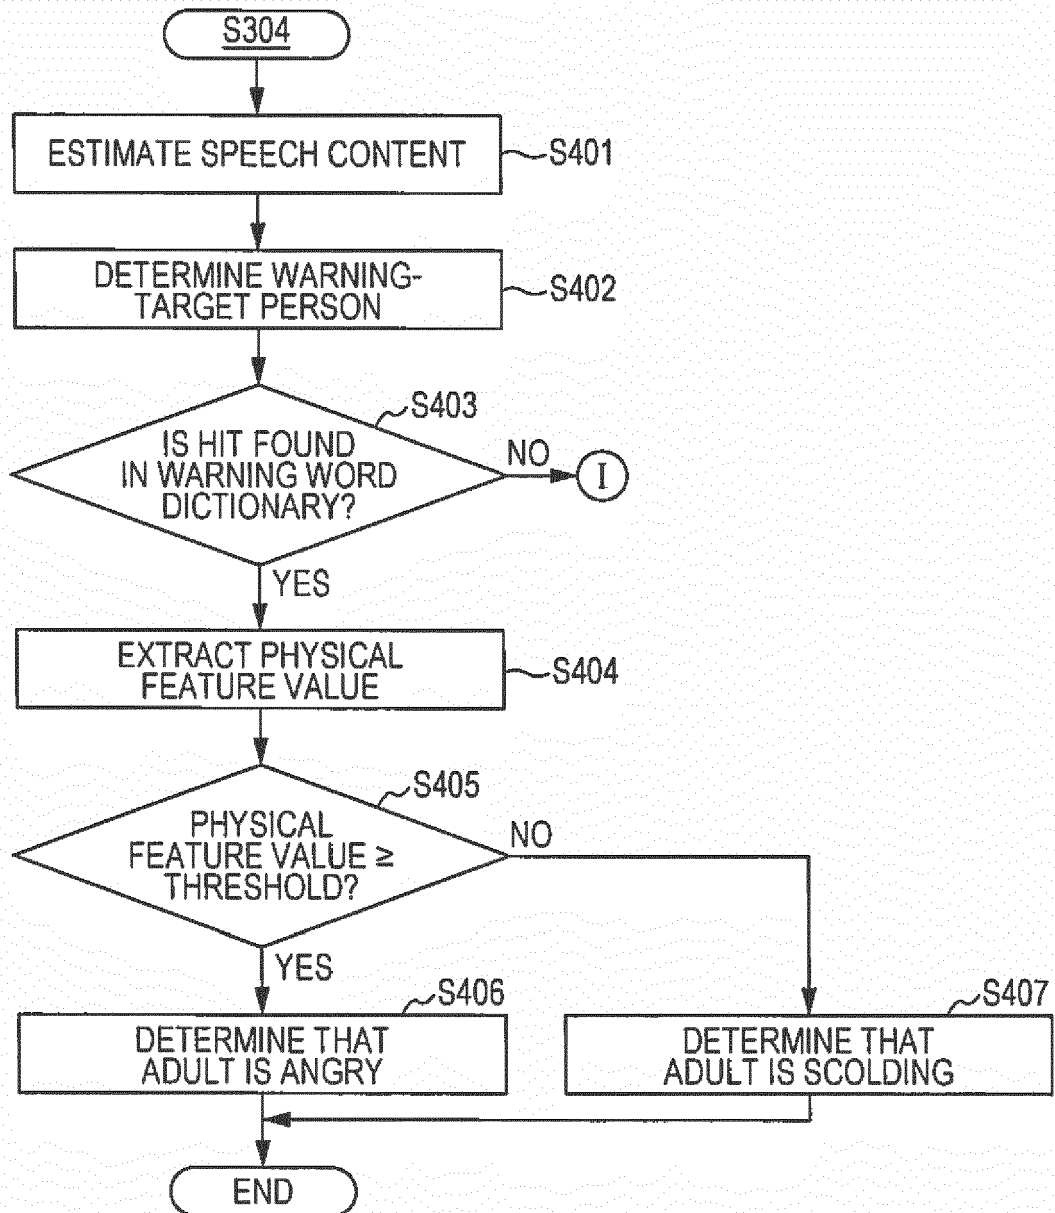 S304
ESTIMATE SPEECH CONTENT
S401
DETERMINE WARNING-
TARGET PERSON
S402
S403
IS HIT FOUND
IN WARNING WORD
DICTIONARY?
NO
I
YES
EXTRACT PHYSICAL
FEATURE VALUE
S404
S405
PHYSICAL
FEATURE VALUE ≥
THRESHOLD?
NO
YES
S406
DETERMINE THAT
ADULT IS ANGRY
S407
DETERMINE THAT
ADULT IS SCOLDING
END